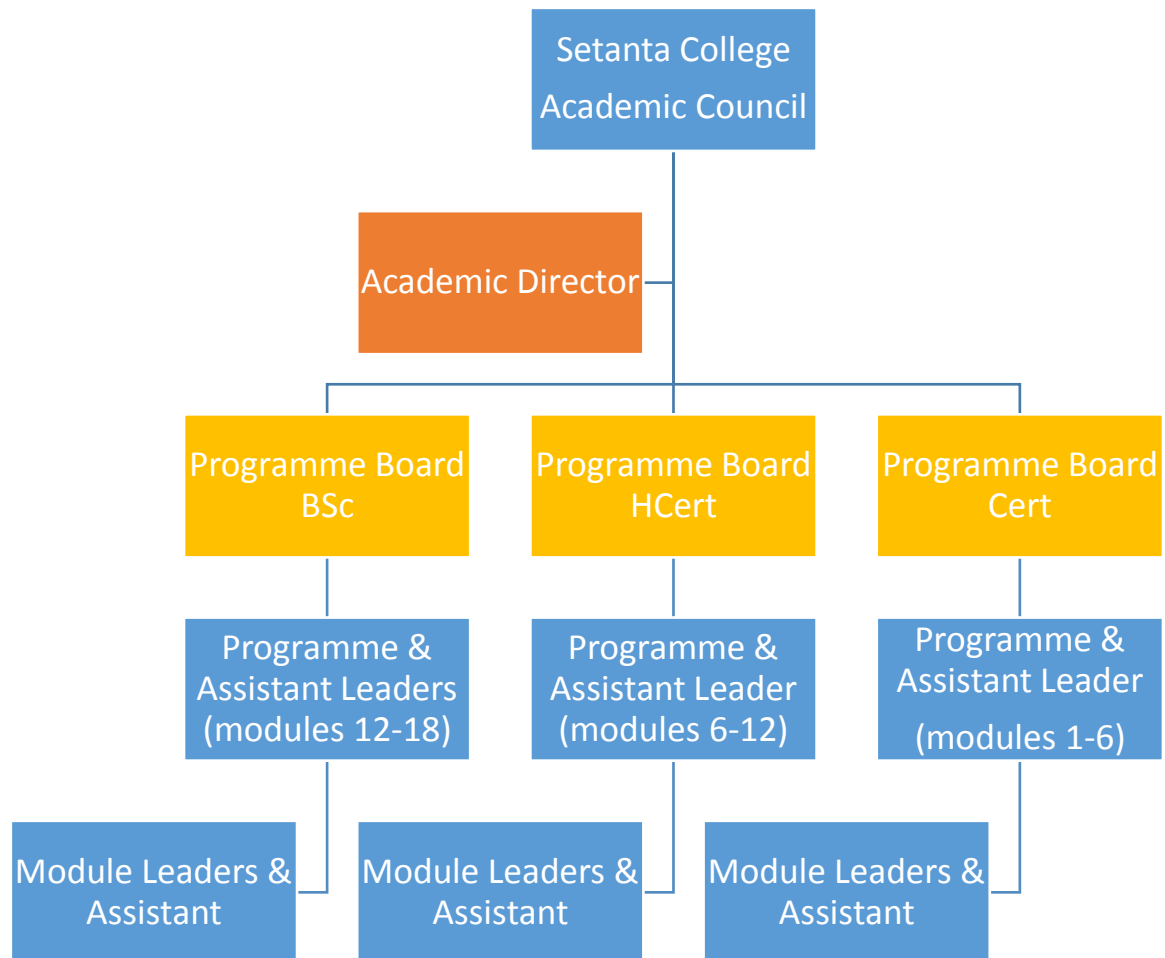 Setanta College
Academic Council
Academic Director
Programme Board
BSc
Programme Board
HCert
Programme Board
Cert
Programme &
Assistant Leaders
(modules 12-18)
Programme &
Assistant Leader
(modules 6-12)
Programme &
Assistant Leader
(modules 1-6)
Module Leaders &
Assistant
Module Leaders &
Assistant
Module Leaders &
Assistant